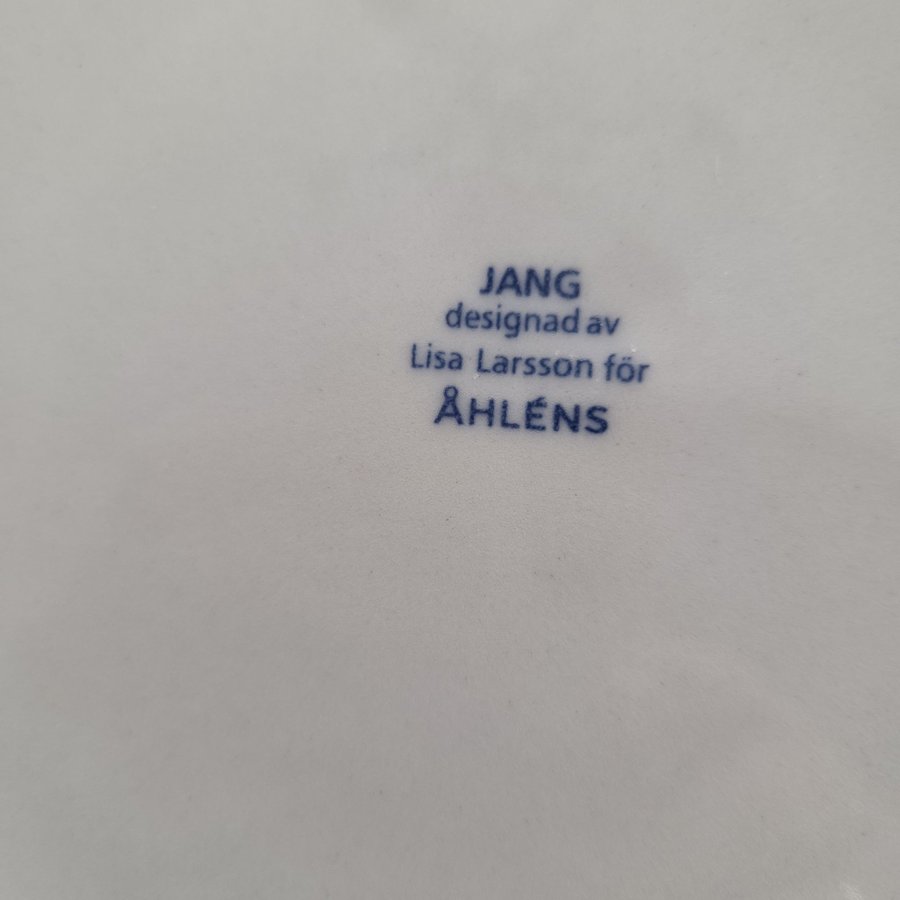 JANG
designad av
Lisa Larsson för
ÅHLÉNS